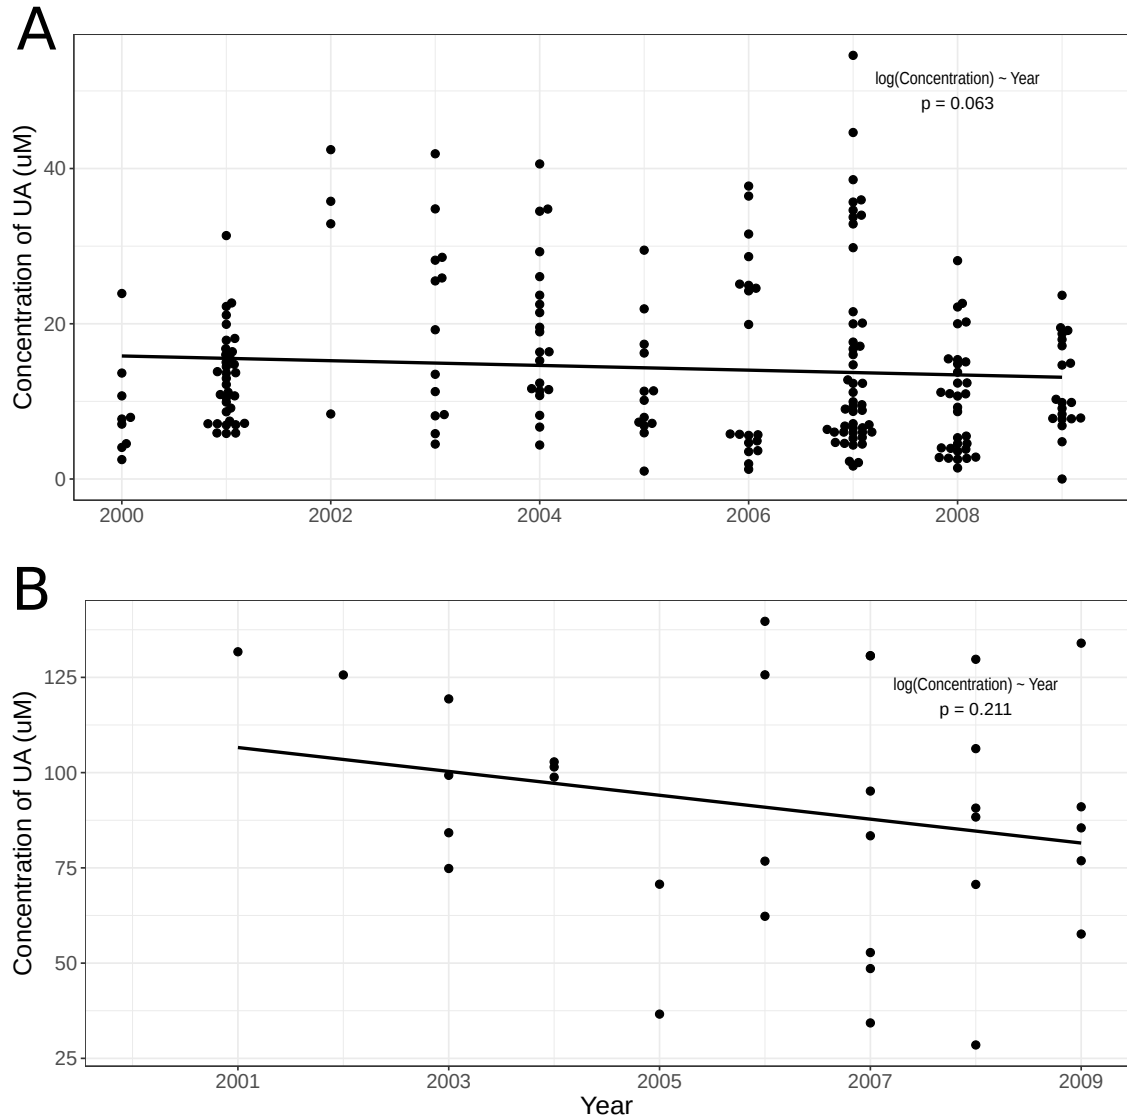 A
Concentration of UA (uM)
log(Concentration) ~ Year
p = 0.063
40
20
0
2000 2002 2004 2006 2008
B
Concentration of UA (uM)
log(Concentration) ~ Year
p = 0.211
125
100
75
50
25
2001 2003 2005 2007 2009
Year